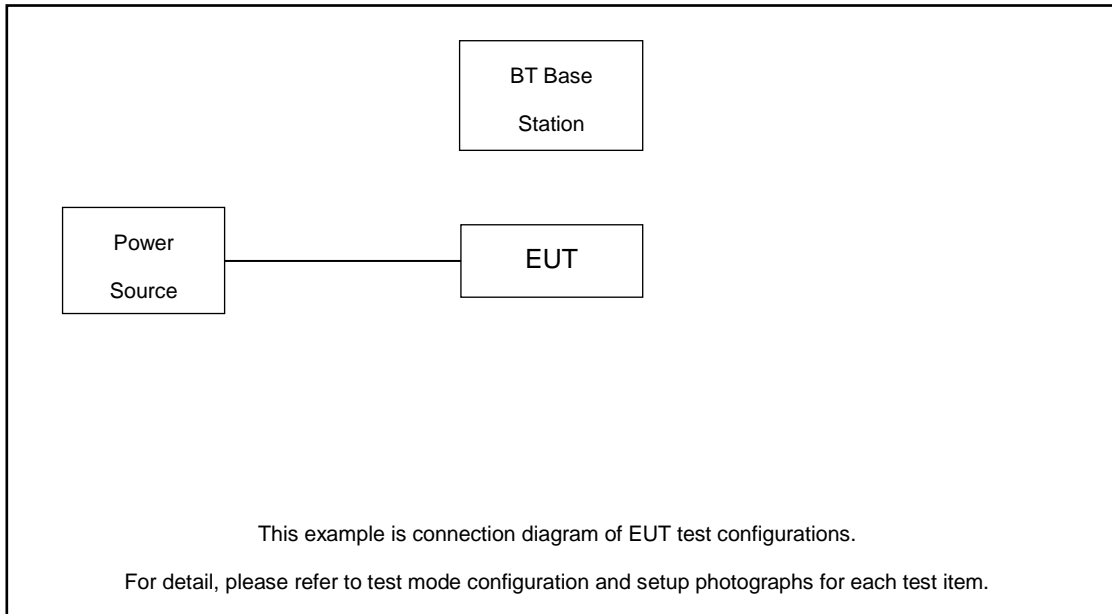 BT Base
Station
Power
Source
EUT
This example is connection diagram of EUT test configurations.
For detail, please refer to test mode configuration and setup photographs for each test item.